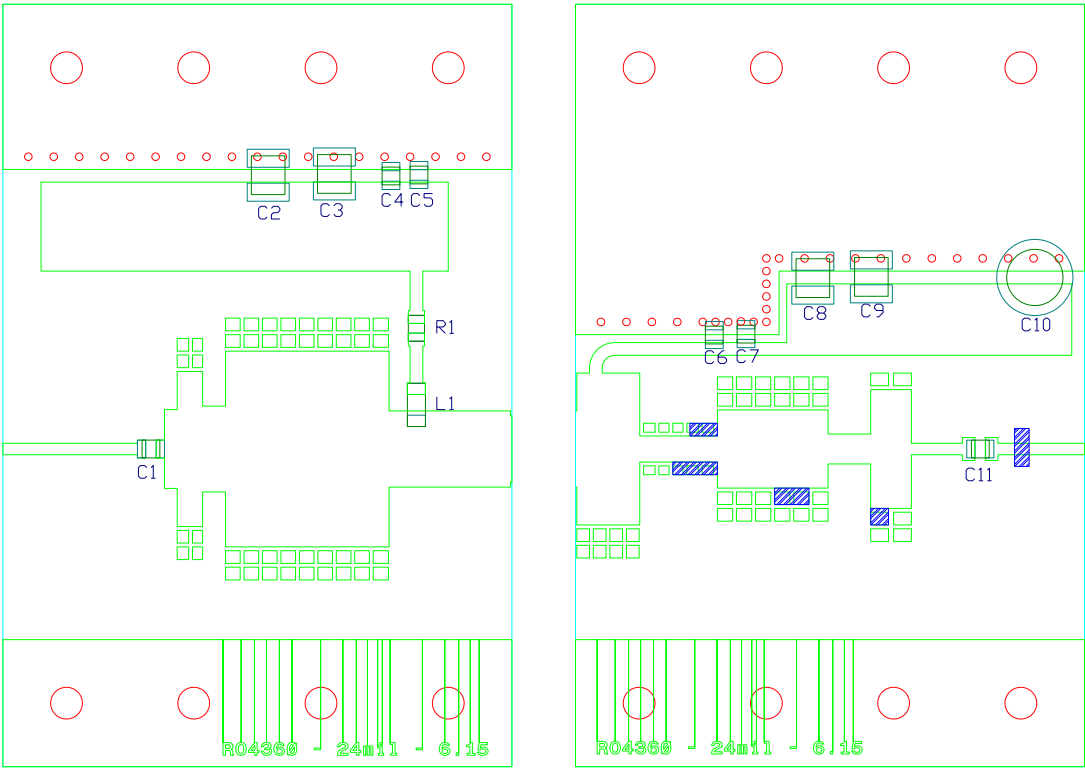 C2 C3 C4 C5
R1
L1
C1
RO4360 - 24mil - 6.15
C8 C9 C10
C6 C7
C11
RO4360 - 24mil - 6.15